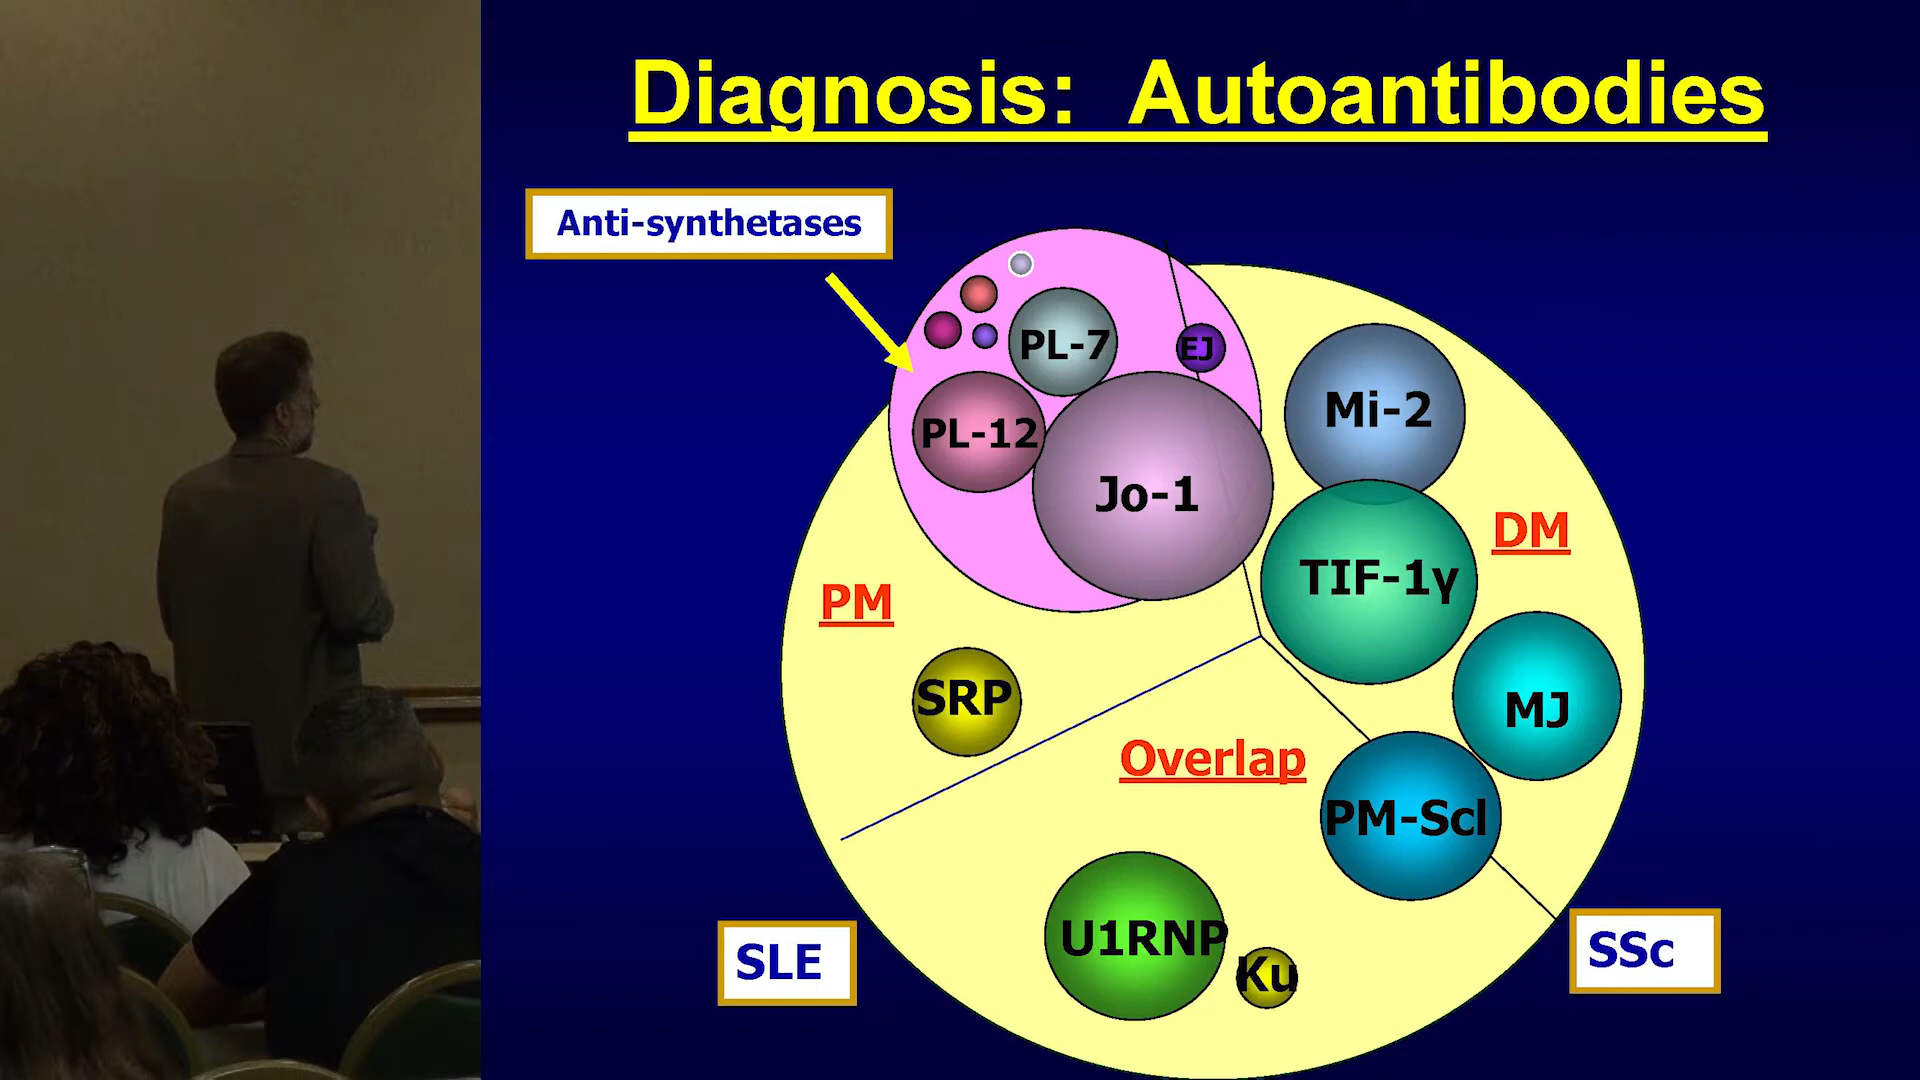 Diagnosis: Autoantibodies
Anti-synthetases
PL-7
EJ
Mi-2
PL-12
Jo-1
DM
TIF-1γ
PM
SRP
MJ
Overlap
PM-Scl
U1RNP
Ku
SLE
SSc